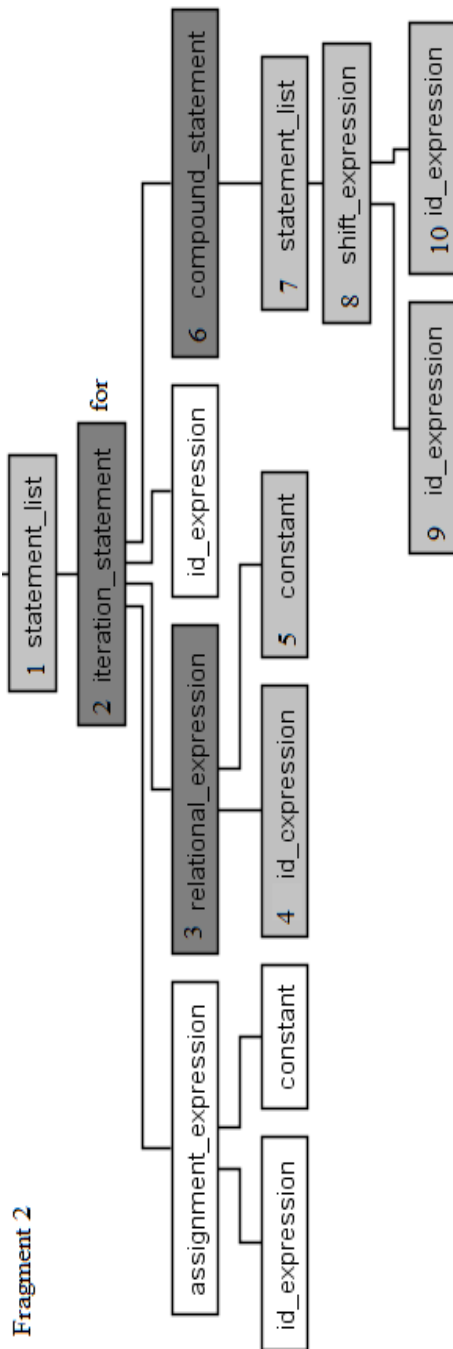 Fragment 2
1 statement_list
2 iteration_statement
for
assignment_expression
3 relational_expression
id_expression
6 compound_statement
id_expression
constant
4 id_cxpression
5 constant
7 statement_list
8 shift_expression
9 id_expression
10 id_expression